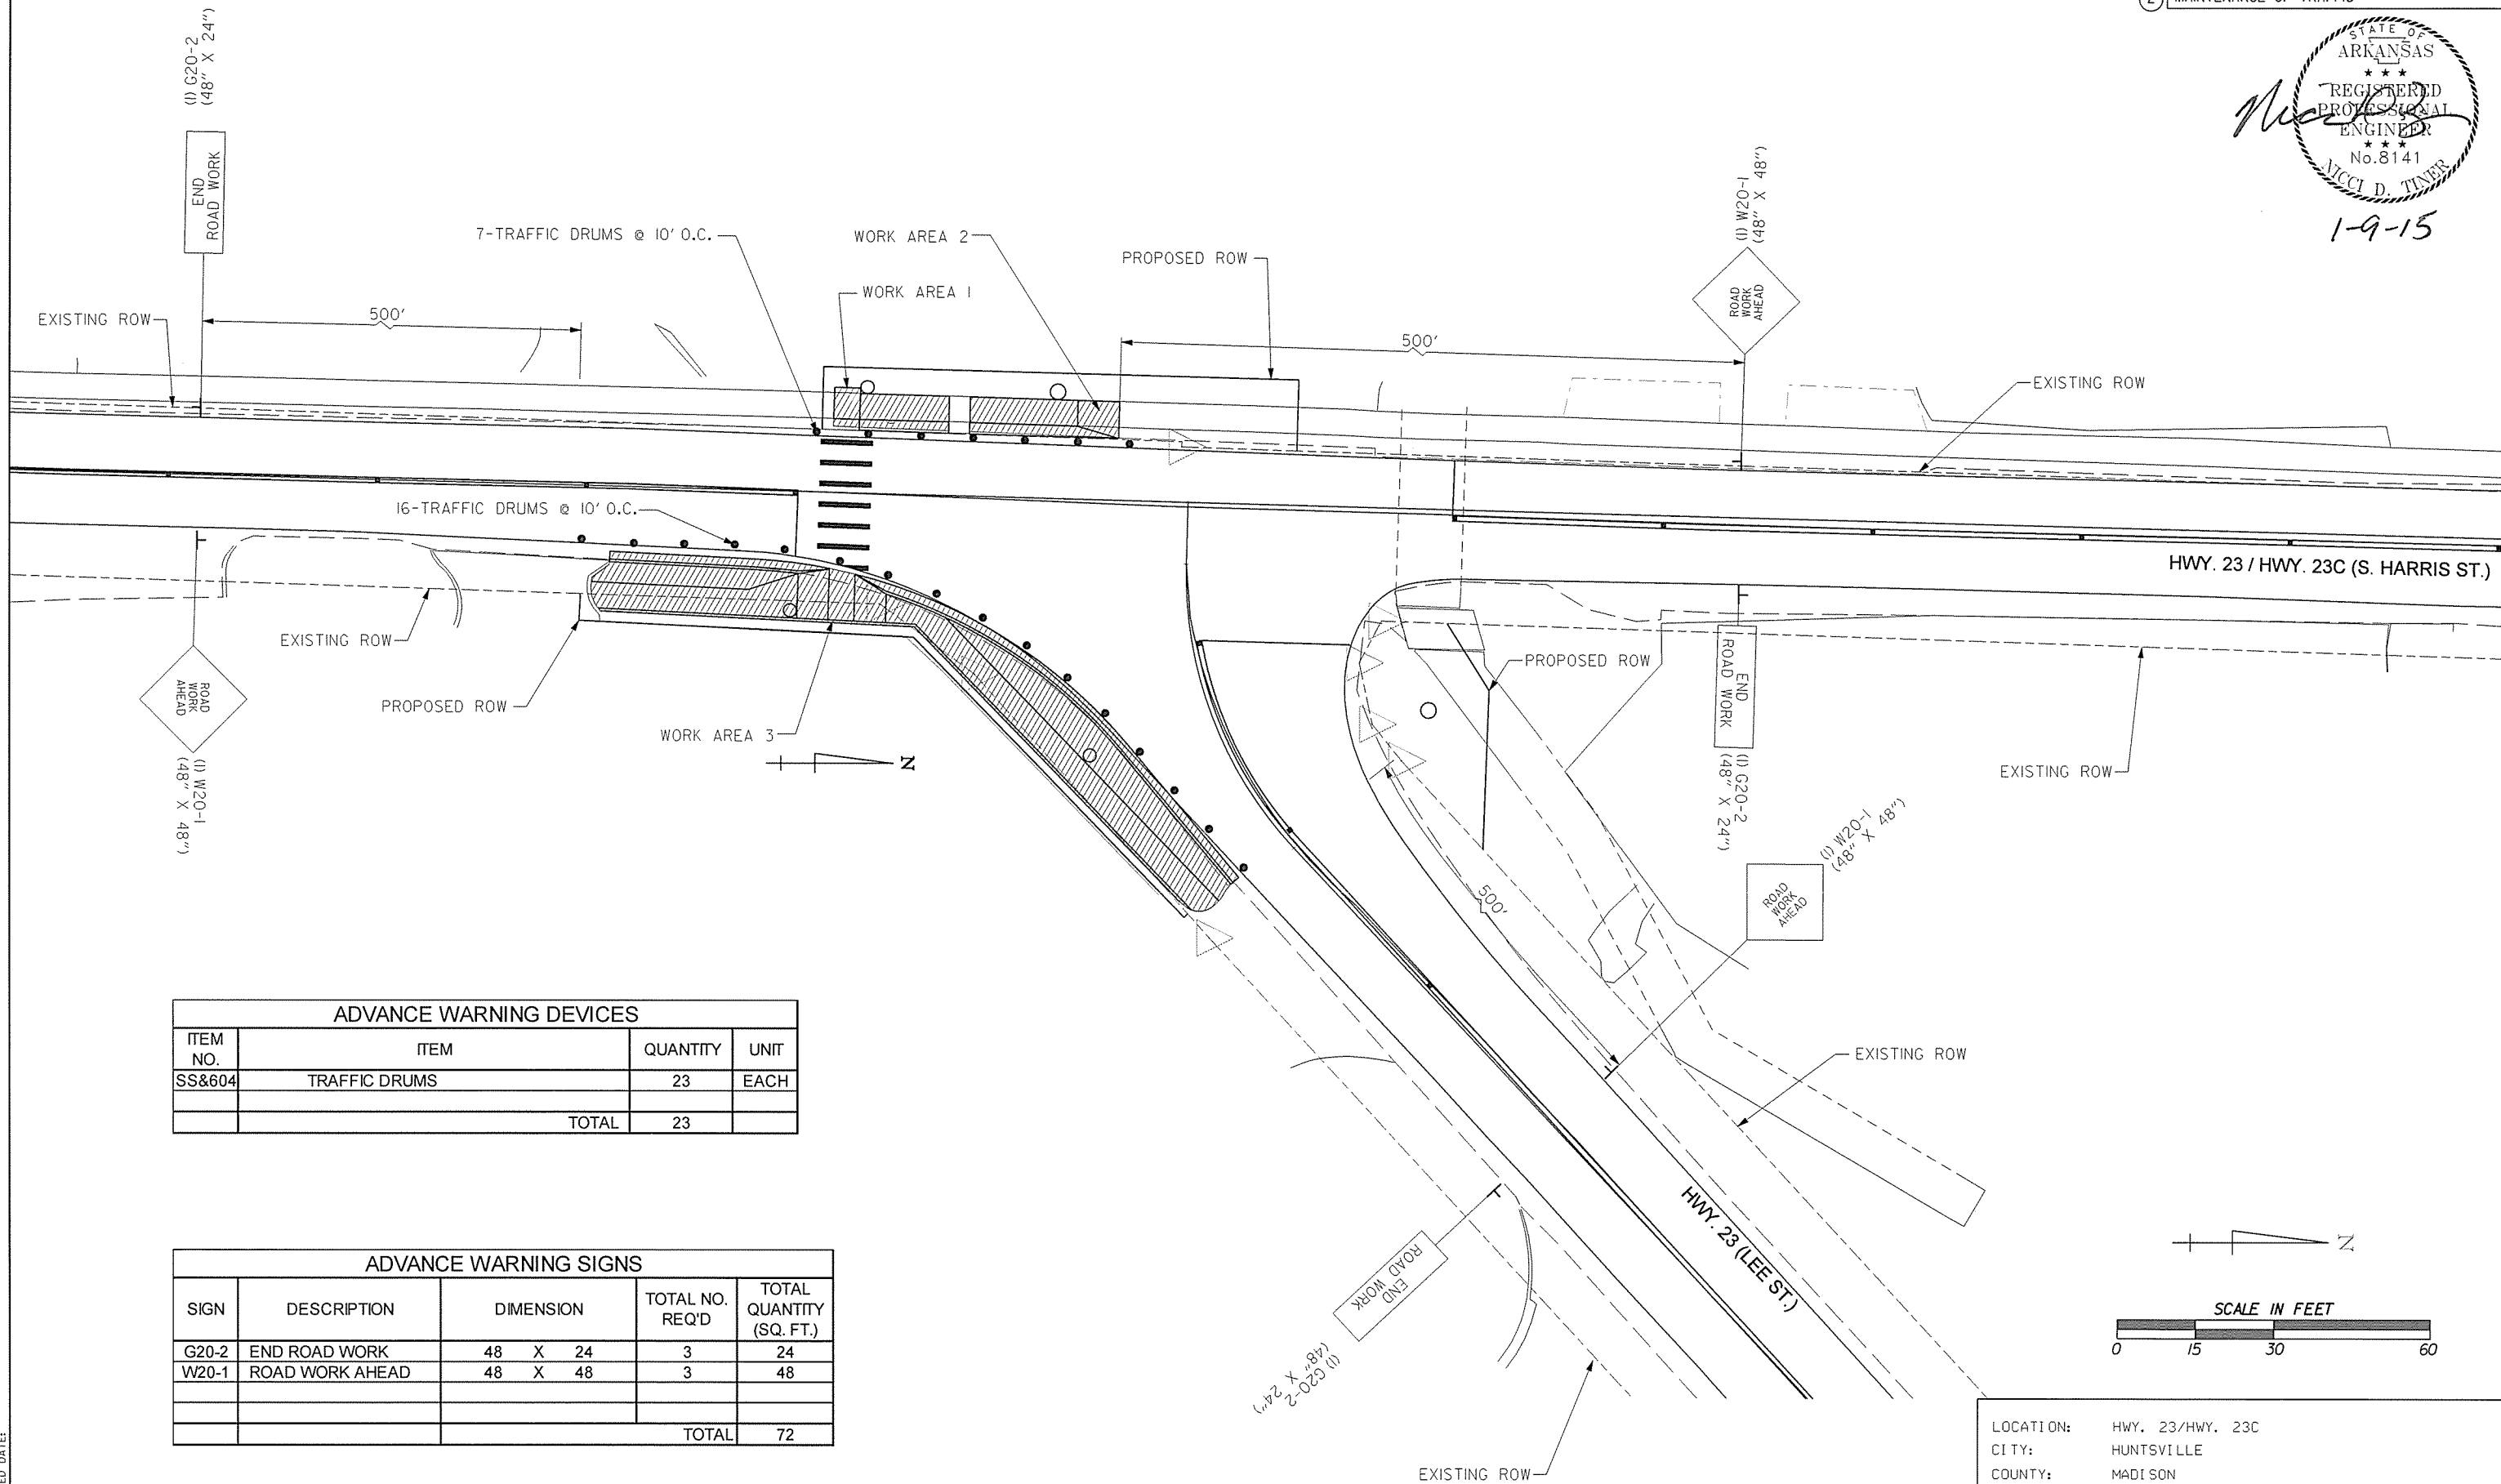 2 MAINTENANCE OF TRAFFIC
STATE OF
ARKANSAS
★ ★ ★
REGISTERED
PROFESSIONAL
ENGINEER
★ ★ ★
No.8141
NICCI D. TINER
1-9-15
(1) G20-2
(48" X 24")
END
ROAD WORK
7-TRAFFIC DRUMS @ 10' O.C.
WORK AREA 2
PROPOSED ROW
WORK AREA 1
(1) W20-1
(48" X 48")
ROAD
WORK
AHEAD
EXISTING ROW
500'
500'
EXISTING ROW
16-TRAFFIC DRUMS @ 10' O.C.
HWY. 23 / HWY. 23C (S. HARRIS ST.)
EXISTING ROW
PROPOSED ROW
WORK AREA 3
ROAD
WORK
AHEAD
(1) W20-1
(48" X 48")
N
PROPOSED ROW
END
ROAD WORK
(1) G20-2
(48" X 24")
EXISTING ROW
500'
ROAD
WORK
AHEAD
(1) W20-1
(48" X 48")
EXISTING ROW
ADVANCE WARNING DEVICES
ITEM NO. ITEM QUANTITY UNIT
SS&604 TRAFFIC DRUMS 23 EACH
TOTAL 23
HWY. 23 (LEE ST.)
END
ROAD WORK
(1) G20-2
(48" X 24")
EXISTING ROW
ADVANCE WARNING SIGNS
SIGN DESCRIPTION DIMENSION TOTAL NO. REQ'D TOTAL QUANTITY (SQ. FT.)
G20-2 END ROAD WORK 48 X 24 3 24
W20-1 ROAD WORK AHEAD 48 X 48 3 48
TOTAL 72
N
SCALE IN FEET
0 15 30 60
LOCATION: HWY. 23/HWY. 23C
CITY: HUNTSVILLE
COUNTY: MADISON
ED DATE: